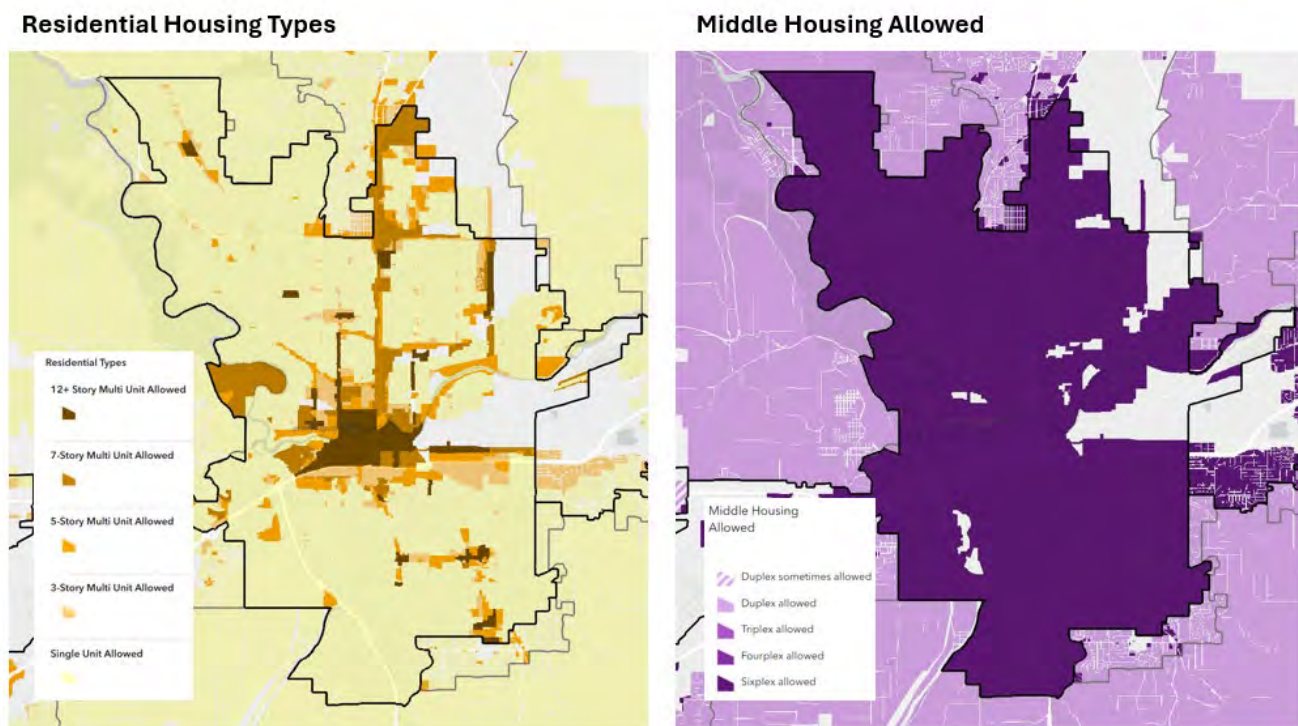 Residential Housing Types
Middle Housing Allowed
Residential Types
12+ Story Multi Unit Allowed
7-Story Multi Unit Allowed
5-Story Multi Unit Allowed
3-Story Multi Unit Allowed
Single Unit Allowed
Middle Housing
Allowed
Duplex sometimes allowed
Duplex allowed
Triplex allowed
Fourplex allowed
Sixplex allowed